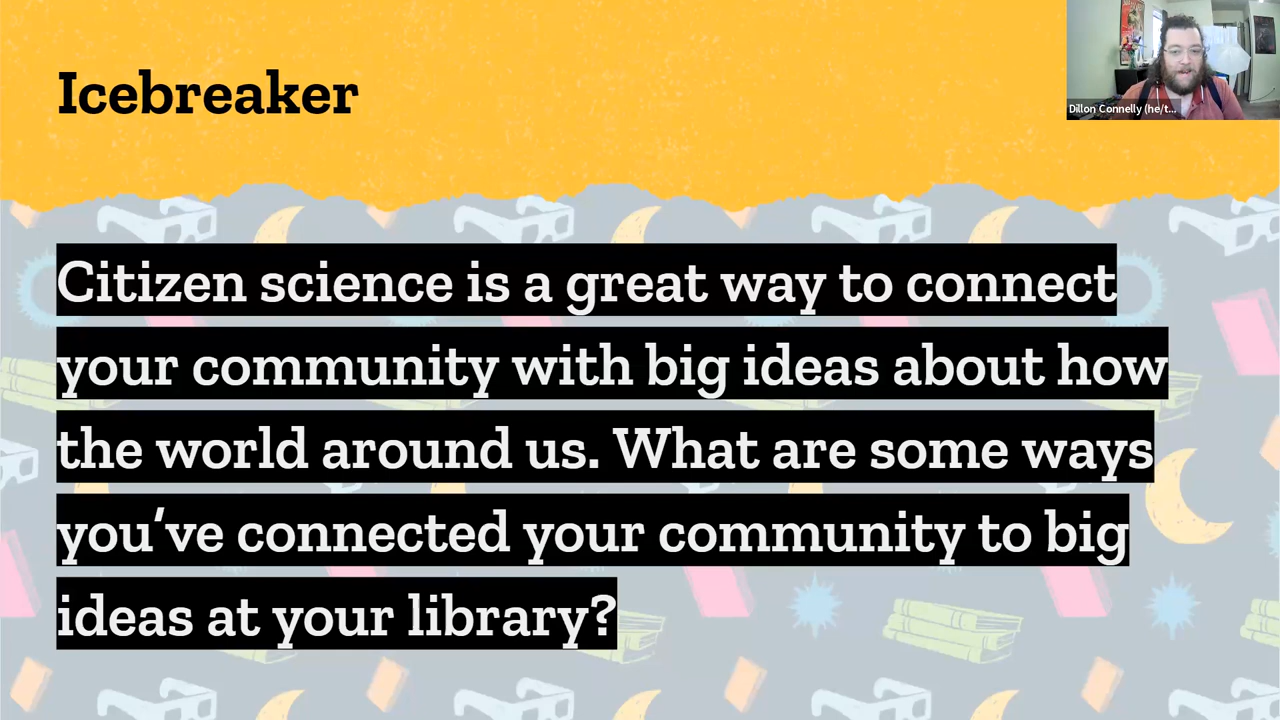 Icebreaker
Dillon Connelly (he/t...
Citizen science is a great way to connect
your community with big ideas about how
the world around us. What are some ways
you’ve connected your community to big
ideas at your library?